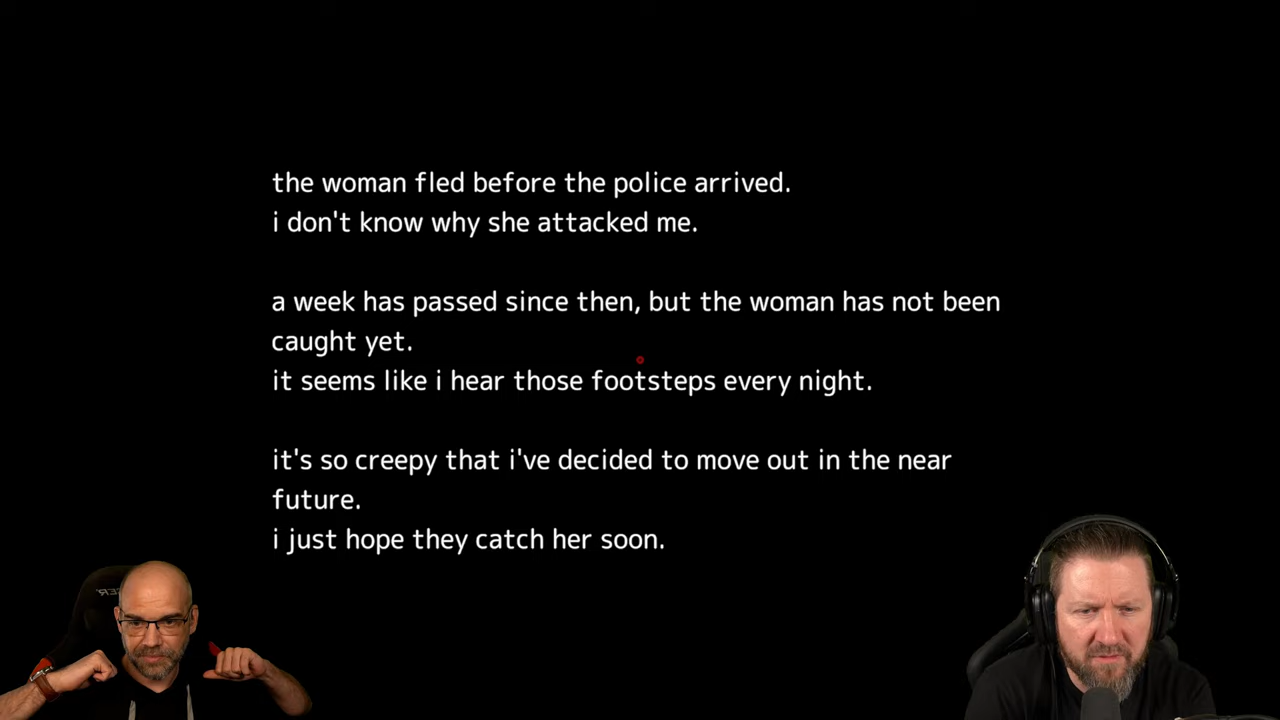 the woman fled before the police arrived.
i don't know why she attacked me.
a week has passed since then, but the woman has not been
caught yet.
it seems like i hear those footsteps every night.
it's so creepy that i've decided to move out in the near
future.
i just hope they catch her soon.